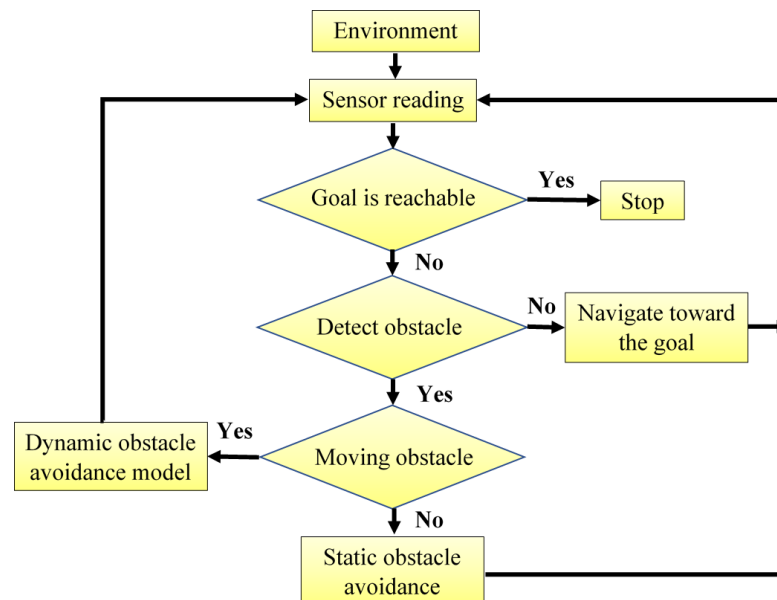 Environment
Sensor reading
Goal is reachable
Yes
Stop
No
Detect obstacle
No
Navigate toward
the goal
Yes
Moving obstacle
Yes
Dynamic obstacle
avoidance model
No
Static obstacle
avoidance